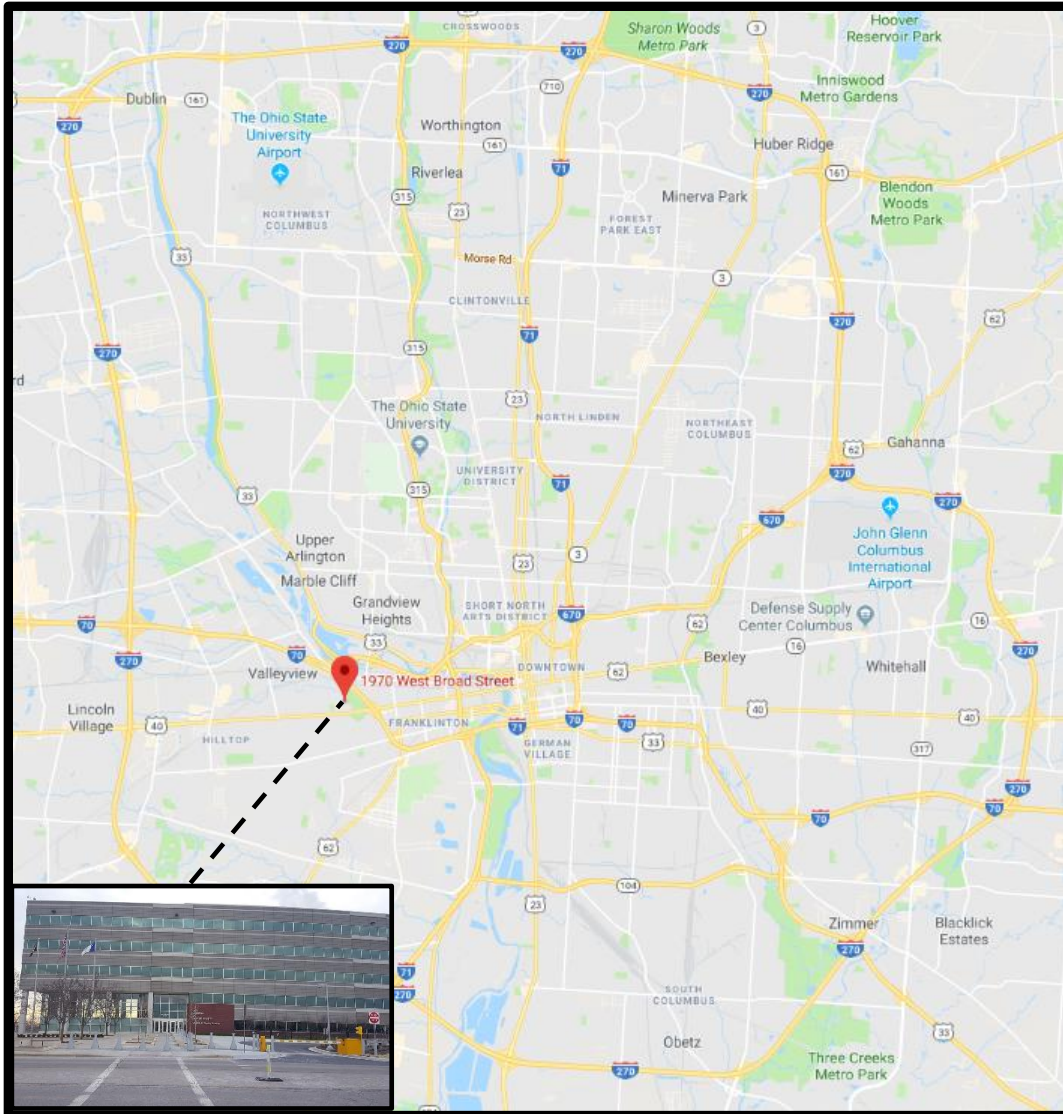 CROSSWOODS
Sharon Woods
Metro Park
3
Hoover
Reservoir Park
270
270
710
270
Inniswood
Metro Gardens
Dublin
161
270
The Ohio State
University
Airport
Worthington
161
Huber Ridge
71
161
Riverlea
315
23
Minerva Park
Blendon
Woods
Metro Park
NORTHWEST
COLUMBUS
FOREST
PARK EAST
33
Morse Rd
3
CLINTONVILLE
62
270
71
315
270
rd
The Ohio State
University
23
NORTH LINDEN
NORTHEAST
COLUMBUS
Gahanna
62
270
UNIVERSITY
DISTRICT
71
315
33
270
670
John Glenn
Columbus
International
Airport
Upper
Arlington
Marble Cliff
3
23
Grandview
Heights
SHORT NORTH
ARTS DISTRICT
670
Defense Supply
Center Columbus
16
70
33
62
16
270
270
70
Valleyview
DOWNTOWN
62
Bexley
Whitehall
1970 West Broad Street
Lincoln
Village
40
HILLTOP
FRANKLINTON
71
70
70
40
40
GERMAN
VILLAGE
33
317
270
70
70
62
104
23
Zimmer
Blacklick
Estates
270
71
270
SOUTH
COLUMBUS
33
Obetz
270
Three Creeks
Metro Park
104